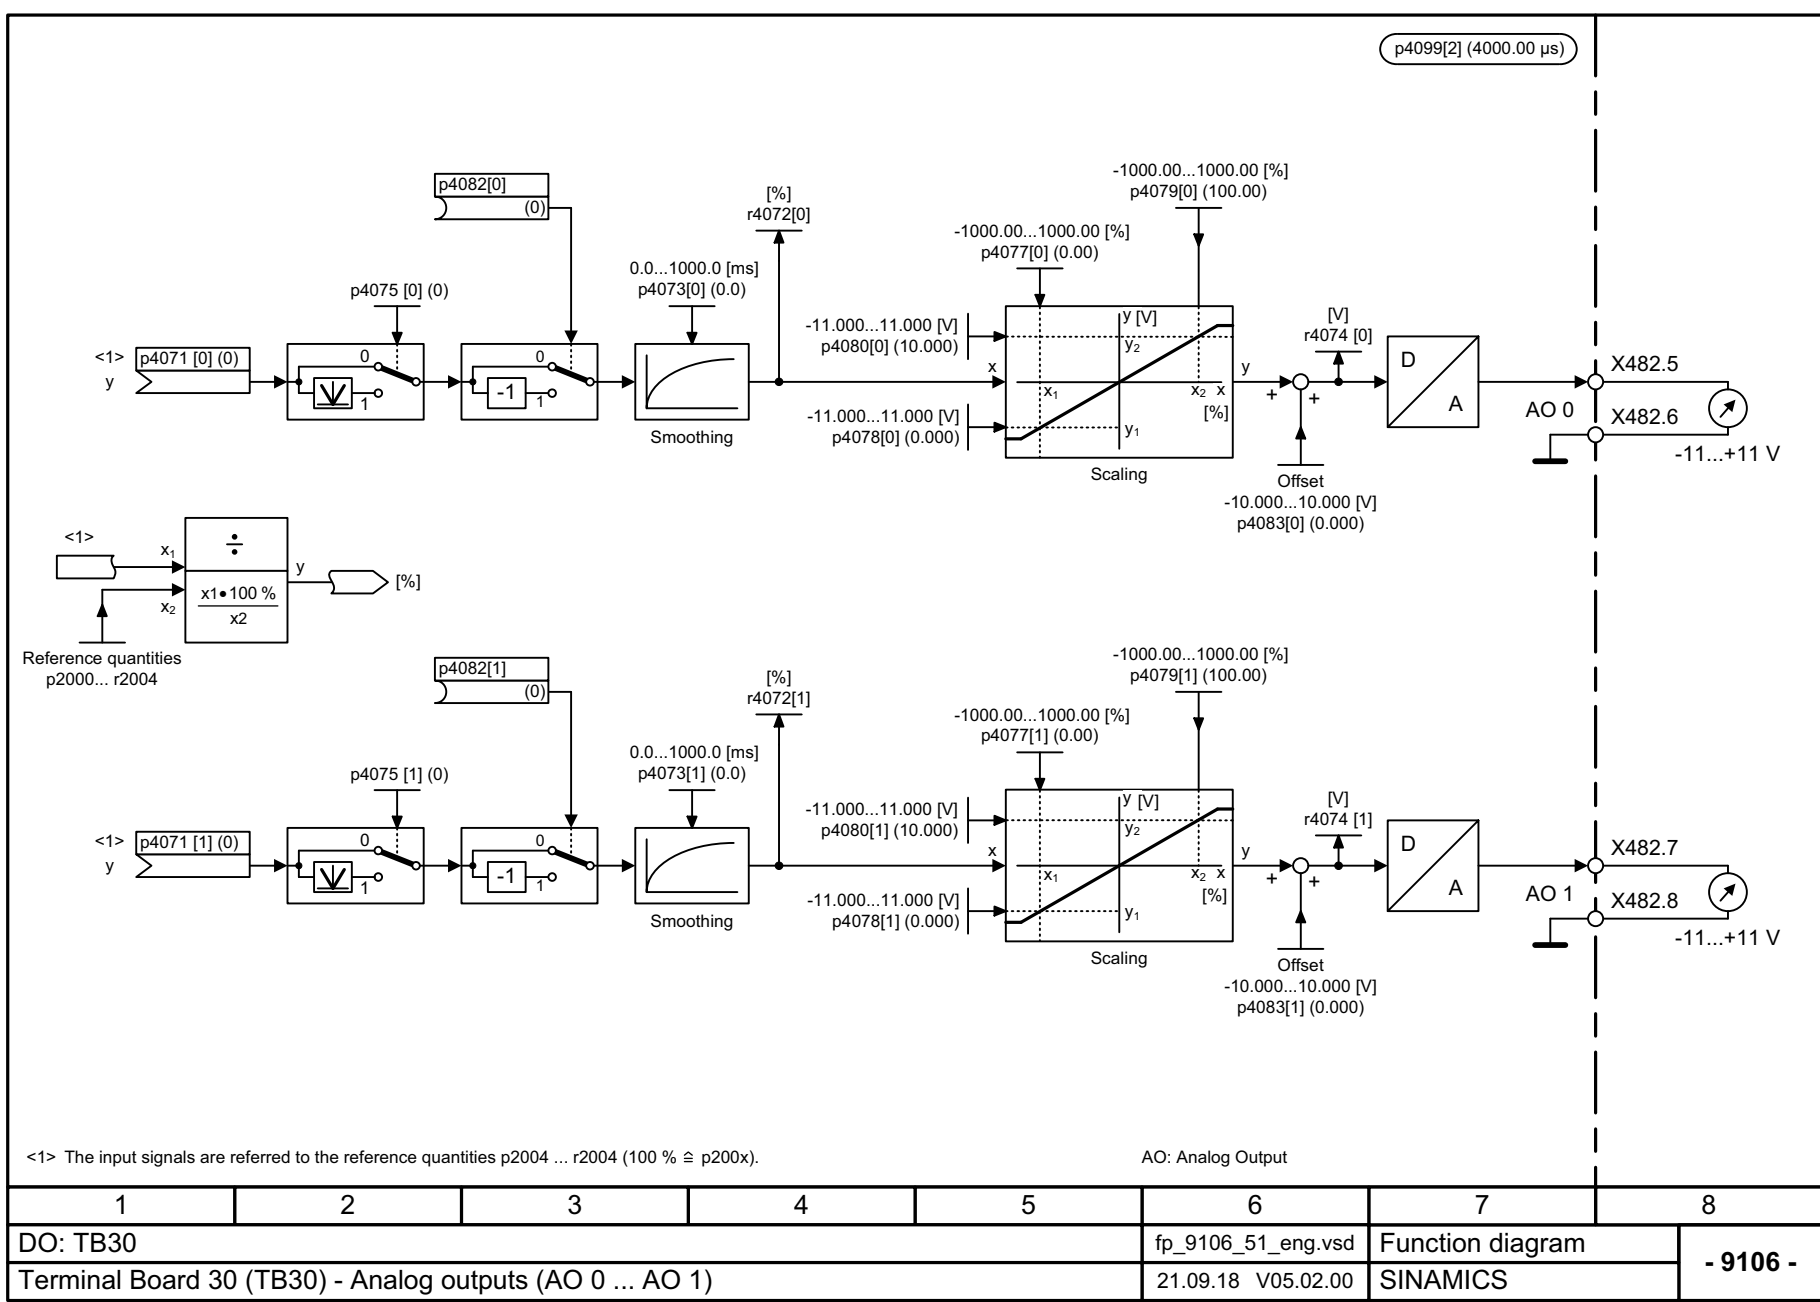 p4099[2] (4000.00 µs)
-1000.00...1000.00 [%]
p4079[0] (100.00)
p4082[0]
(0)
[%]
r4072[0]
-1000.00...1000.00 [%]
p4077[0] (0.00)
0.0...1000.0 [ms]
p4073[0] (0.0)
p4075 [0] (0)
-11.000...11.000 [V]
p4080[0] (10.000)
y [V]
y2
[V]
r4074 [0]
<1>
y
p4071 [0] (0)
0
1
0
-1
1
Smoothing
x
x1
x2 x
[%]
y
+
+
D
A
X482.5
AO 0
X482.6
-11...+11 V
-11.000...11.000 [V]
p4078[0] (0.000)
y1
Scaling
Offset
-10.000...10.000 [V]
p4083[0] (0.000)
<1>
x1
÷
y
[%]
x2
x1●100 %
x2
Reference quantities
p2000... r2004
-1000.00...1000.00 [%]
p4079[1] (100.00)
p4082[1]
(0)
[%]
r4072[1]
-1000.00...1000.00 [%]
p4077[1] (0.00)
0.0...1000.0 [ms]
p4073[1] (0.0)
p4075 [1] (0)
-11.000...11.000 [V]
p4080[1] (10.000)
y [V]
y2
[V]
r4074 [1]
<1>
y
p4071 [1] (0)
0
1
0
-1
1
Smoothing
x
x1
x2 x
[%]
y
+
+
D
A
X482.7
AO 1
X482.8
-11...+11 V
-11.000...11.000 [V]
p4078[1] (0.000)
y1
Scaling
Offset
-10.000...10.000 [V]
p4083[1] (0.000)
<1> The input signals are referred to the reference quantities p2004 ... r2004 (100 % ≙ p200x).
AO: Analog Output
1 2 3 4 5 6 7 8
DO: TB30
fp_9106_51_eng.vsd
Function diagram
- 9106 -
Terminal Board 30 (TB30) - Analog outputs (AO 0 ... AO 1)
21.09.18 V05.02.00
SINAMICS